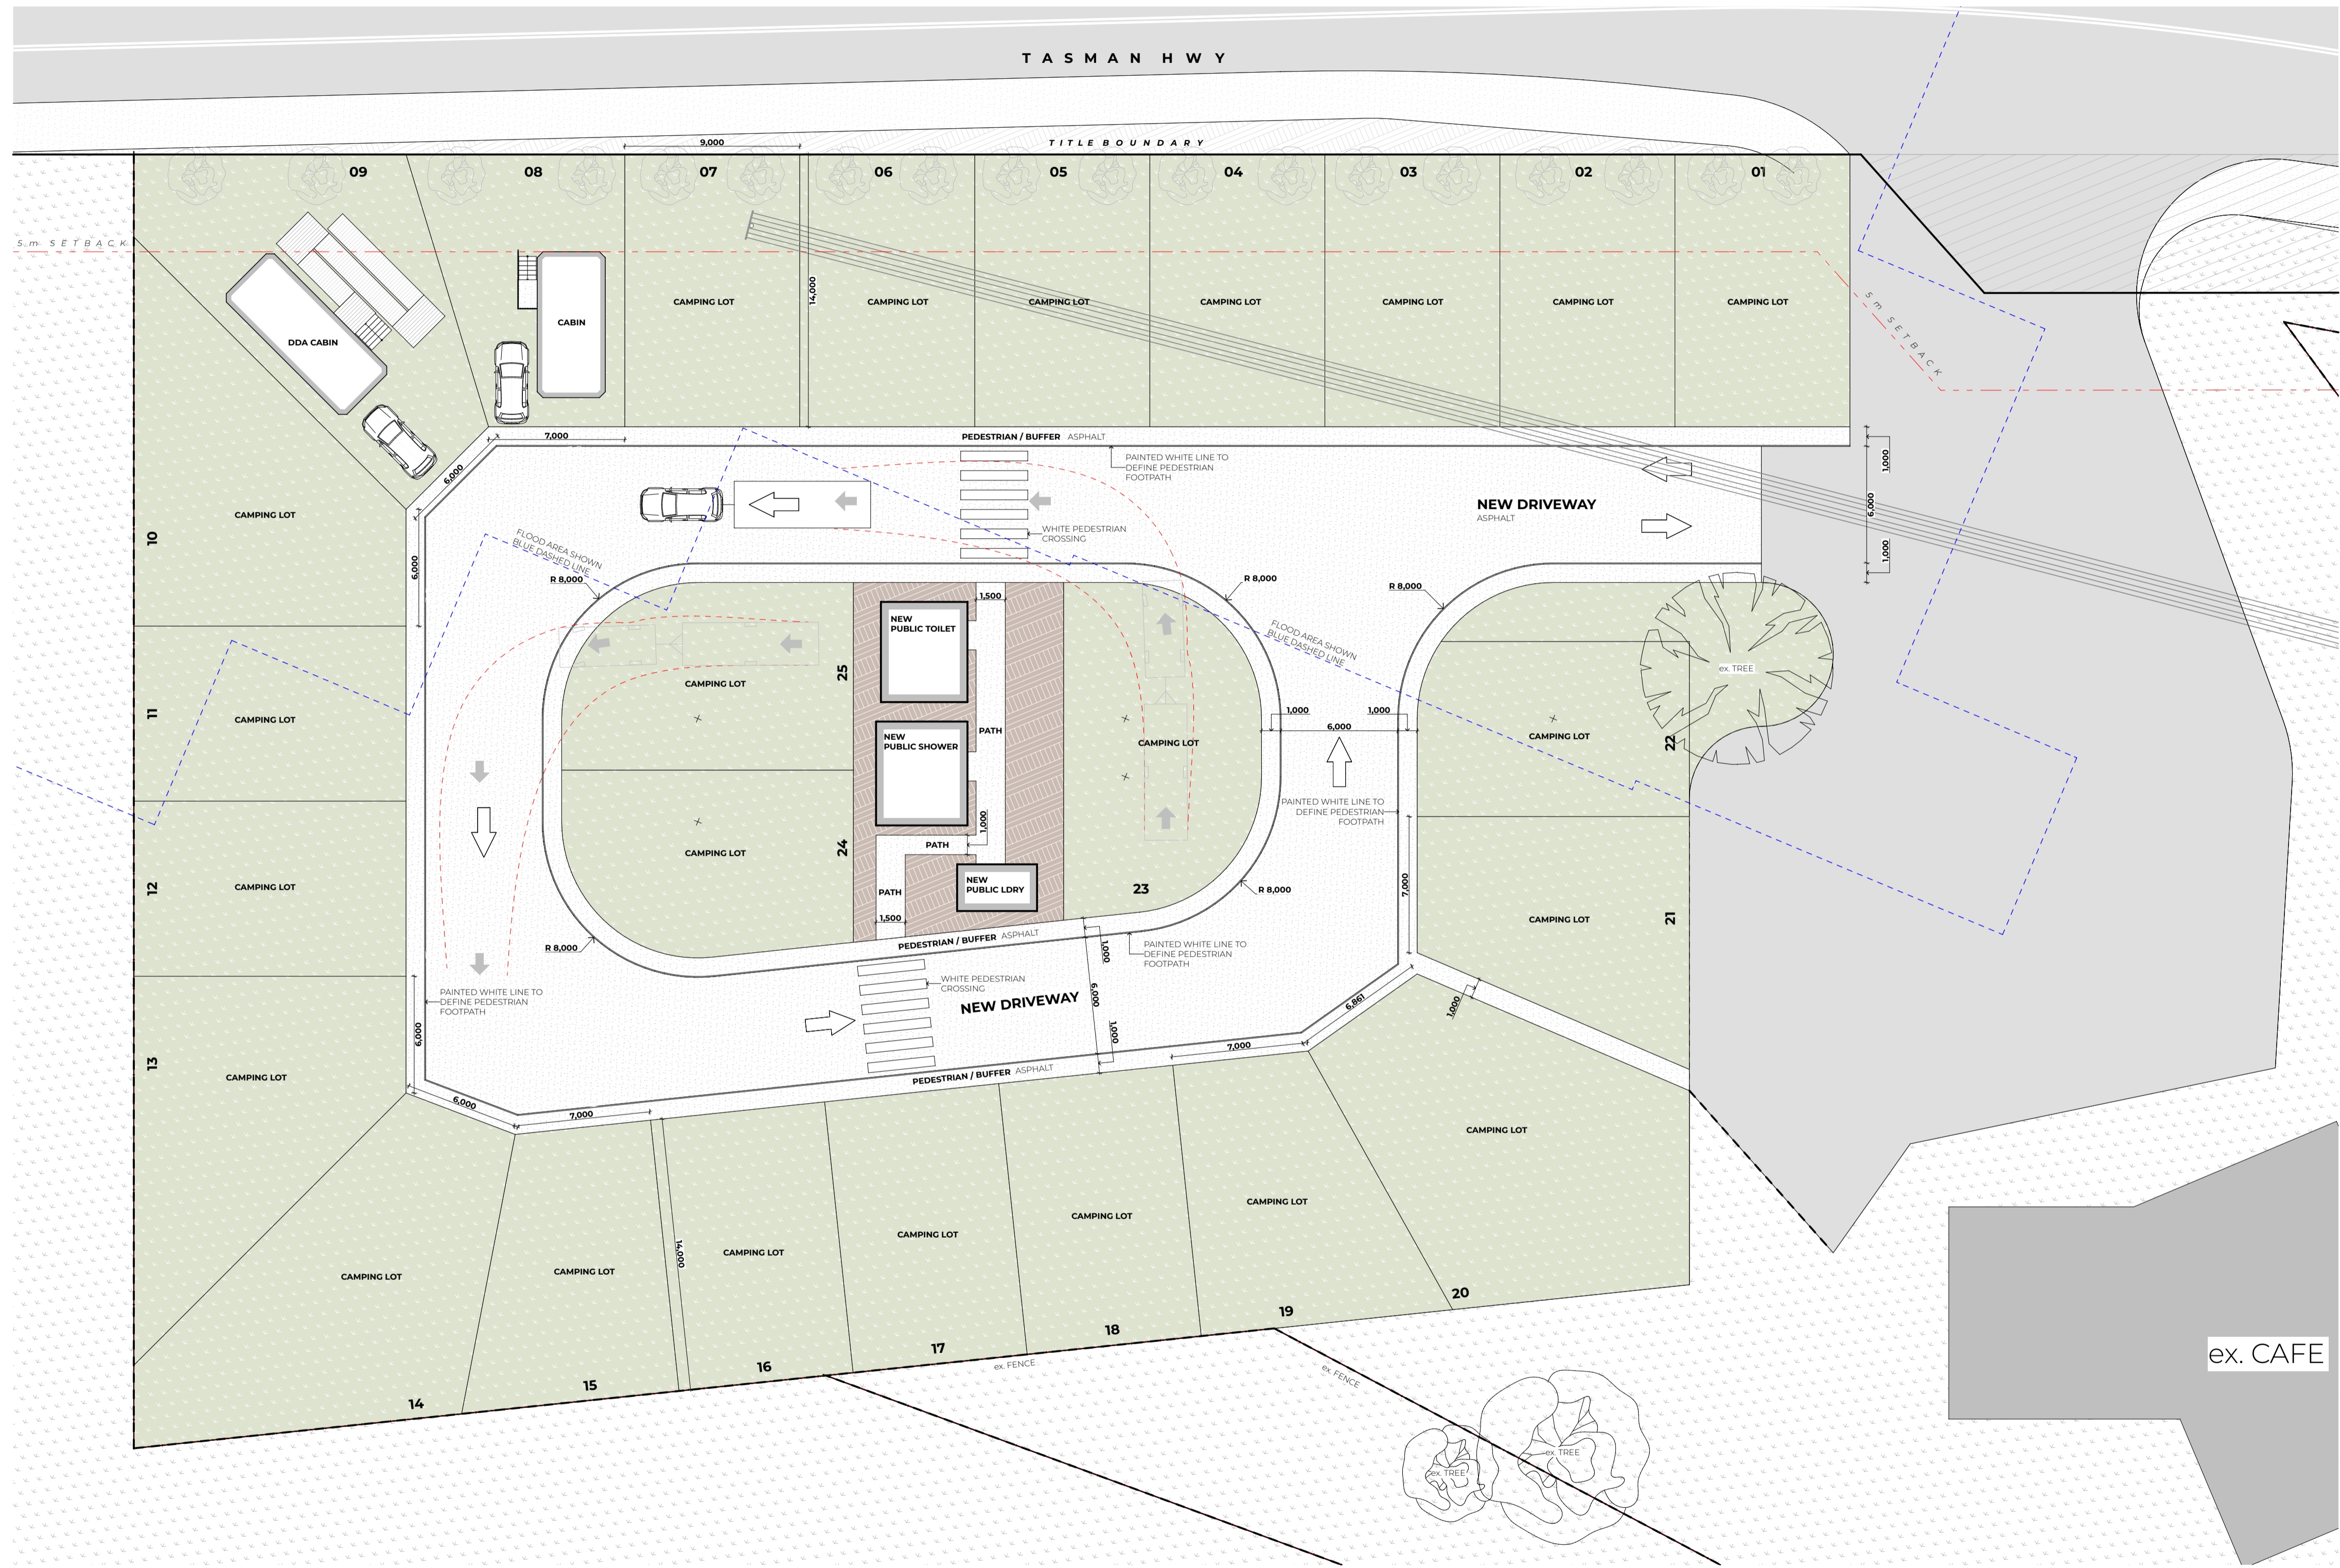 TASMAN HWY
TITLE BOUNDARY
9,000
09
08
07
06
05
04
03
02
01
5 m SETBACK
5 m SETBACK
14,000
CAMPING LOT
CAMPING LOT
CAMPING LOT
CAMPING LOT
CAMPING LOT
CAMPING LOT
CAMPING LOT
CABIN
DDA CABIN
7,000
PEDESTRIAN / BUFFER ASPHALT
6,000
PAINTED WHITE LINE TO
DEFINE PEDESTRIAN
FOOTPATH
1,000
6,000
1,000
NEW DRIVEWAY
ASPHALT
WHITE PEDESTRIAN
CROSSING
10
CAMPING LOT
6,000
FLOOD AREA SHOWN
BLUE DASHED LINE
R 8,000
R 8,000
R 8,000
1,500
NEW
PUBLIC TOILET
FLOOD AREA SHOWN
BLUE DASHED LINE
ex. TREE
25
CAMPING LOT
11
CAMPING LOT
NEW
PUBLIC SHOWER
PATH
CAMPING LOT
1,000
6,000
1,000
CAMPING LOT
22
PAINTED WHITE LINE TO
DEFINE PEDESTRIAN
FOOTPATH
1,000
24
CAMPING LOT
PATH
12
CAMPING LOT
PATH
NEW
PUBLIC LDRY
23
R 8,000
7,000
CAMPING LOT
21
1,500
R 8,000
PEDESTRIAN / BUFFER ASPHALT
1,000
PAINTED WHITE LINE TO
DEFINE PEDESTRIAN
FOOTPATH
WHITE PEDESTRIAN
CROSSING
NEW DRIVEWAY
6,000
PAINTED WHITE LINE TO
DEFINE PEDESTRIAN
FOOTPATH
6,861
1,000
6,000
1,000
7,000
13
CAMPING LOT
PEDESTRIAN / BUFFER ASPHALT
6,000
7,000
CAMPING LOT
14,000
CAMPING LOT
CAMPING LOT
CAMPING LOT
CAMPING LOT
CAMPING LOT
CAMPING LOT
20
19
18
17
16
15
14
ex. FENCE
ex. FENCE
ex. CAFE
ex. TREE
ex. TREE